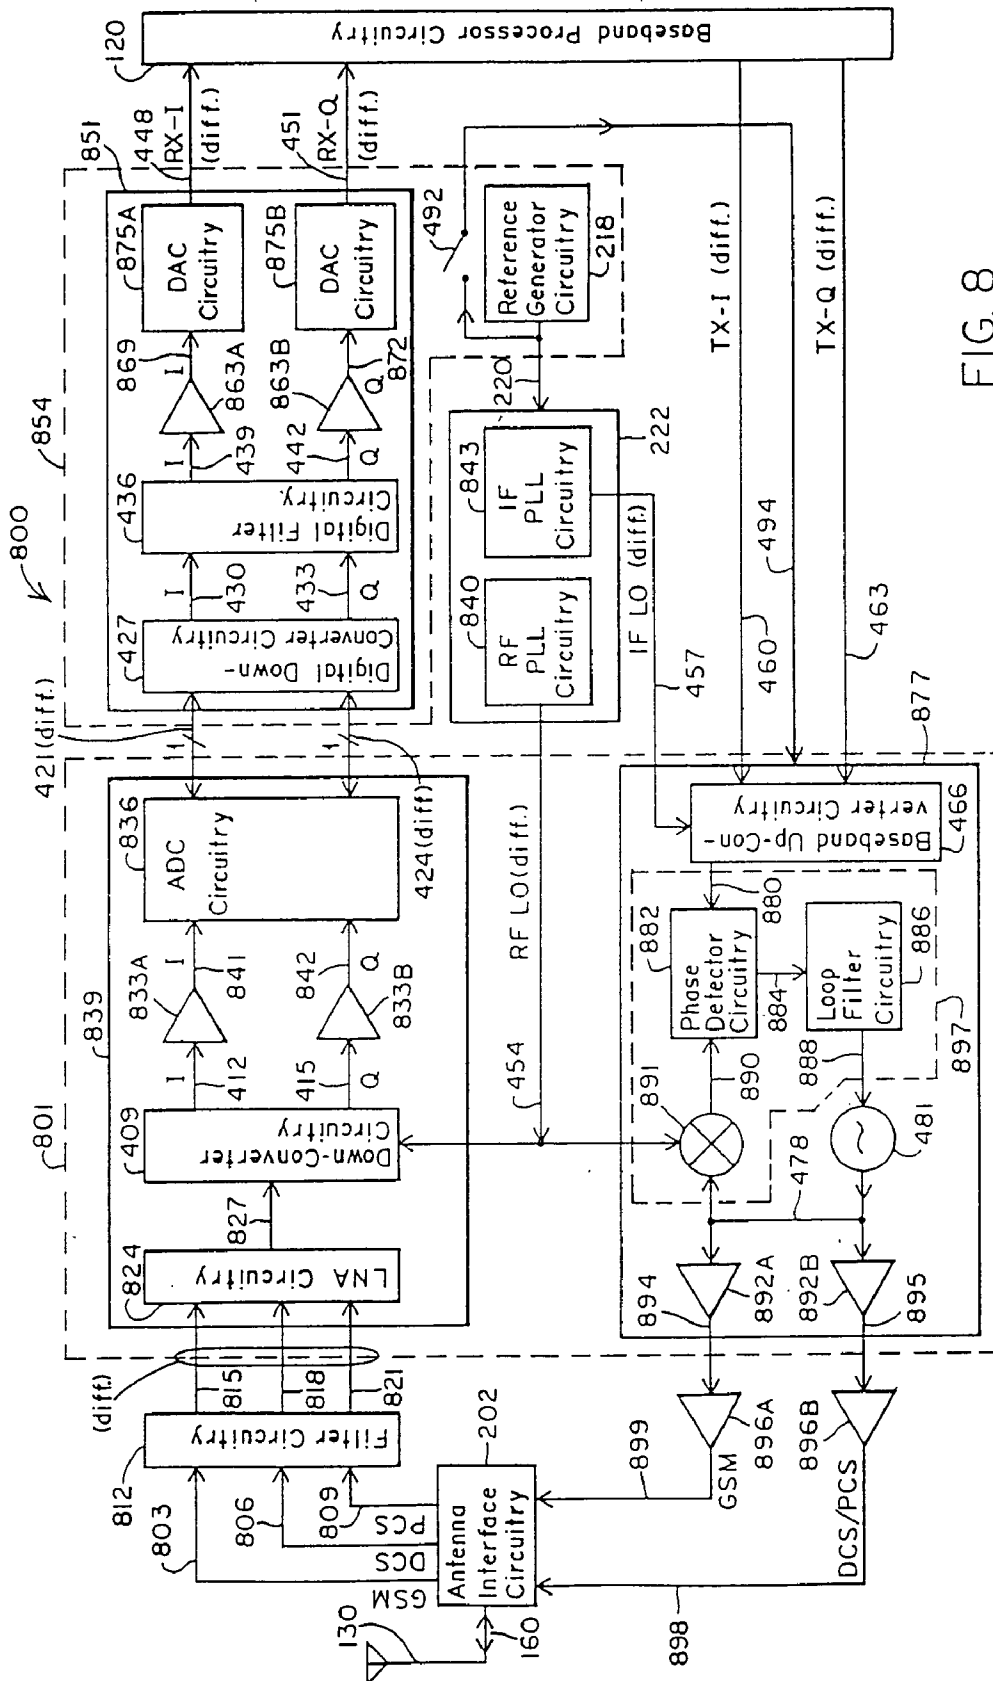 800
801
(diff.)
815
818
821
812
Filter Circuitry
803
806
809
GSM
DCS
PCS
130
160
202
Antenna
Interface
Circuitry
898
899
GSM
DCS/PCS
896A
896B
839
824
LNA Circuitry
827
409
Down-Converter
Circuitry
I
412
833A
I
841
415
Q
833B
842
Q
836
ADC
Circuitry
421(diff.)
1
1
424(diff)
854
851
427
Digital Down-
Converter Circuitry
I
430
433
Q
436
Digital Filter
Circuitry.
I
439
442
Q
863A
863B
I
869
872
Q
875A
DAC
Circuitry
875B
DAC
Circuitry
448
RX-I
(diff.)
451
RX-Q
(diff.)
120
Baseband Processor Circuitry
492
Reference
Generator
Circuitry
218
220
222
840
RF
PLL
Circuitry
843
IF
PLL
Circuitry
RF LO(diff.)
454
IF LO (diff.)
457
TX-I (diff.)
460
494
TX-Q (diff.)
463
877
Baseband Up-Con-
verter Circuitry
466
880
882
Phase
Detector
Circuitry
884
886
Loop
Filter
Circuitry
888
890
891
897
478
481
892A
892B
894
895
FIG. 8